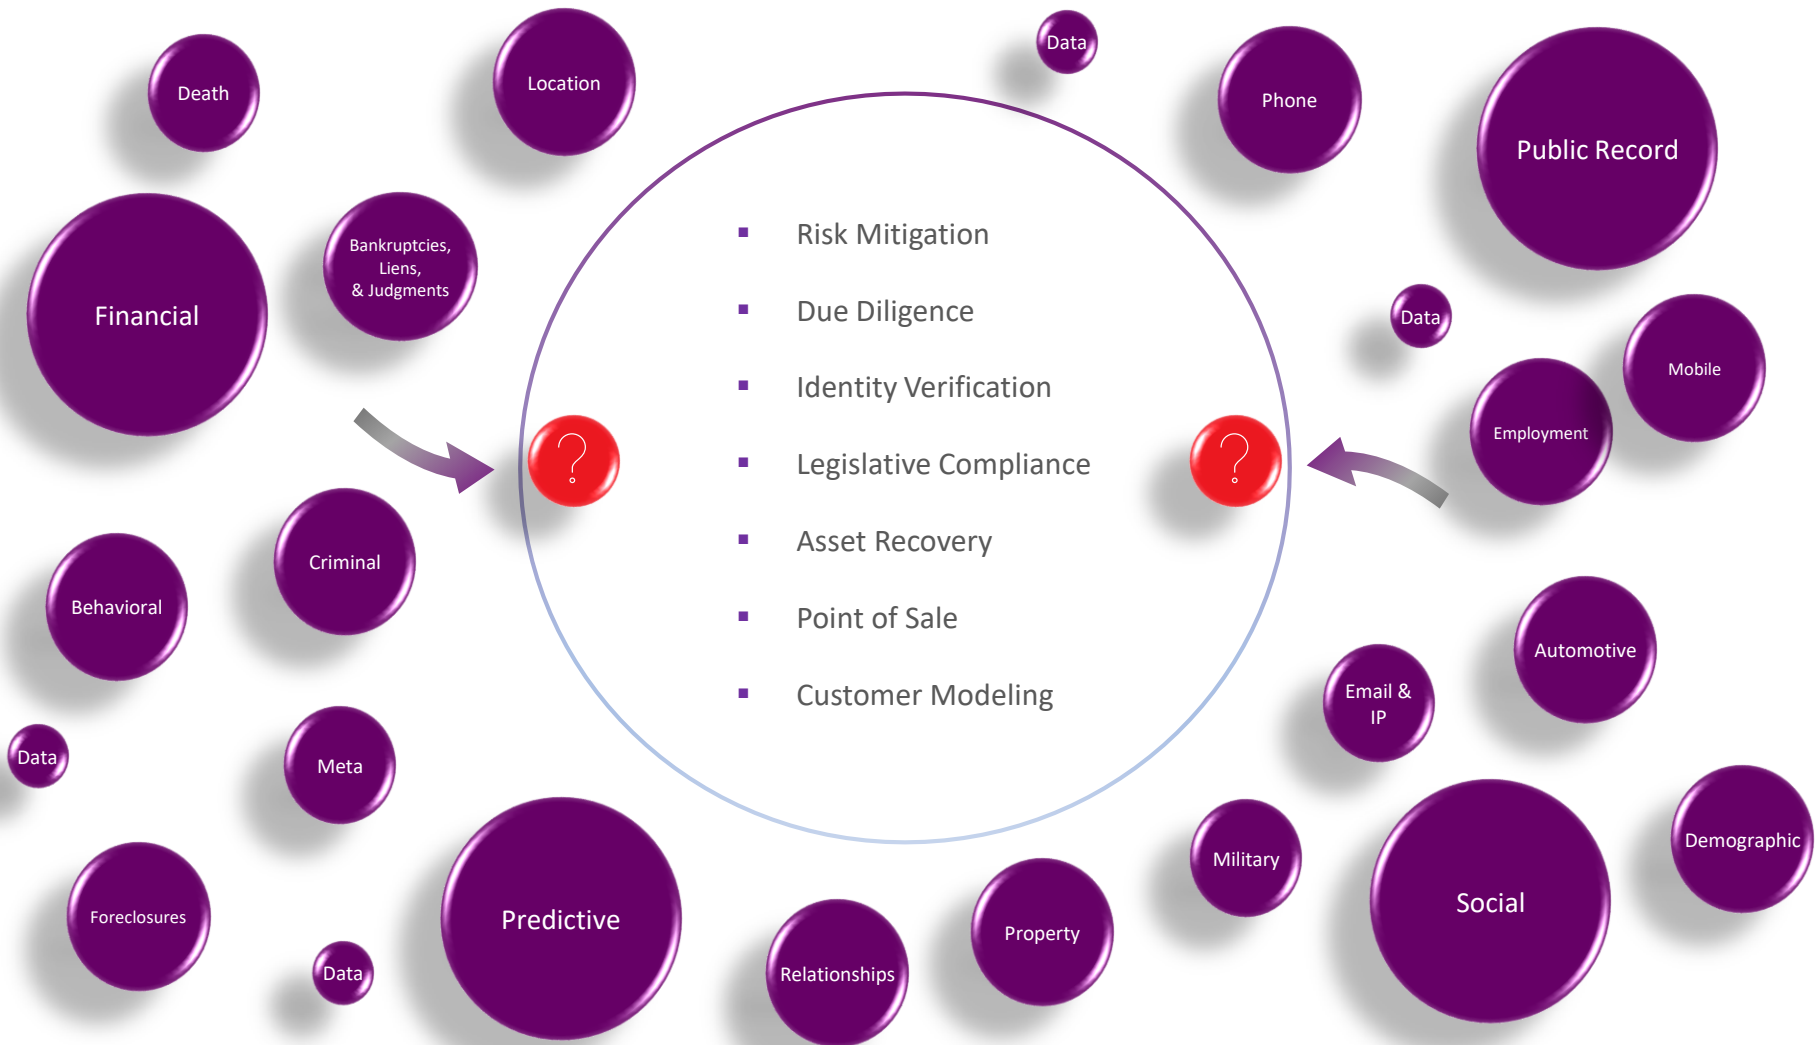 Data
Death
Location
Phone
Public Record
Bankruptcies,
Liens,
& Judgments
Financial
Risk Mitigation
Due Diligence
Identity Verification
Legislative Compliance
Asset Recovery
Point of Sale
Customer Modeling
?
?
Data
Mobile
Employment
Criminal
Behavioral
Automotive
Email &
IP
Data
Meta
Demographic
Military
Social
Foreclosures
Predictive
Property
Relationships
Data